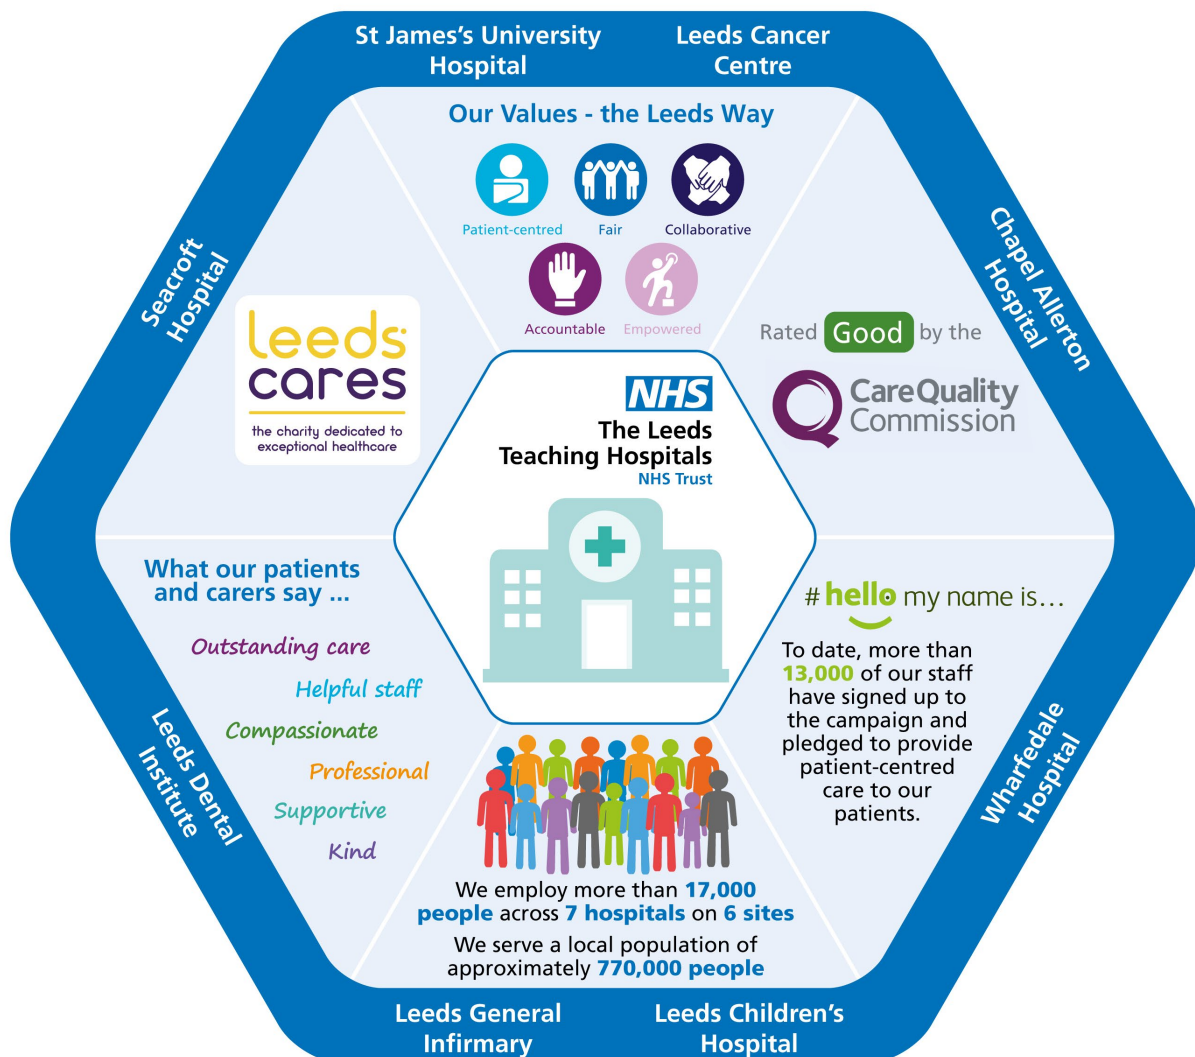 St James's University
Hospital
Leeds Cancer
Centre
Our Values - the Leeds Way
Patient-centred
Fair
Collaborative
Accountable
Empowered
Seacroft
Hospital
Chapel Allerton
Hospital
leeds
cares
the charity dedicated to
exceptional healthcare
Rated Good by the
CareQuality
Commission
NHS
The Leeds
Teaching Hospitals
NHS Trust
What our patients
and carers say ...
Outstanding care
Helpful staff
Compassionate
Professional
Supportive
Kind
#hello my name is...
To date, more than
13,000 of our staff
have signed up to
the campaign and
pledged to provide
patient-centred
care to our
patients.
Leeds Dental
Institute
Wharfedale
Hospital
We employ more than 17,000
people across 7 hospitals on 6 sites
We serve a local population of
approximately 770,000 people
Leeds General
Infirmary
Leeds Children's
Hospital